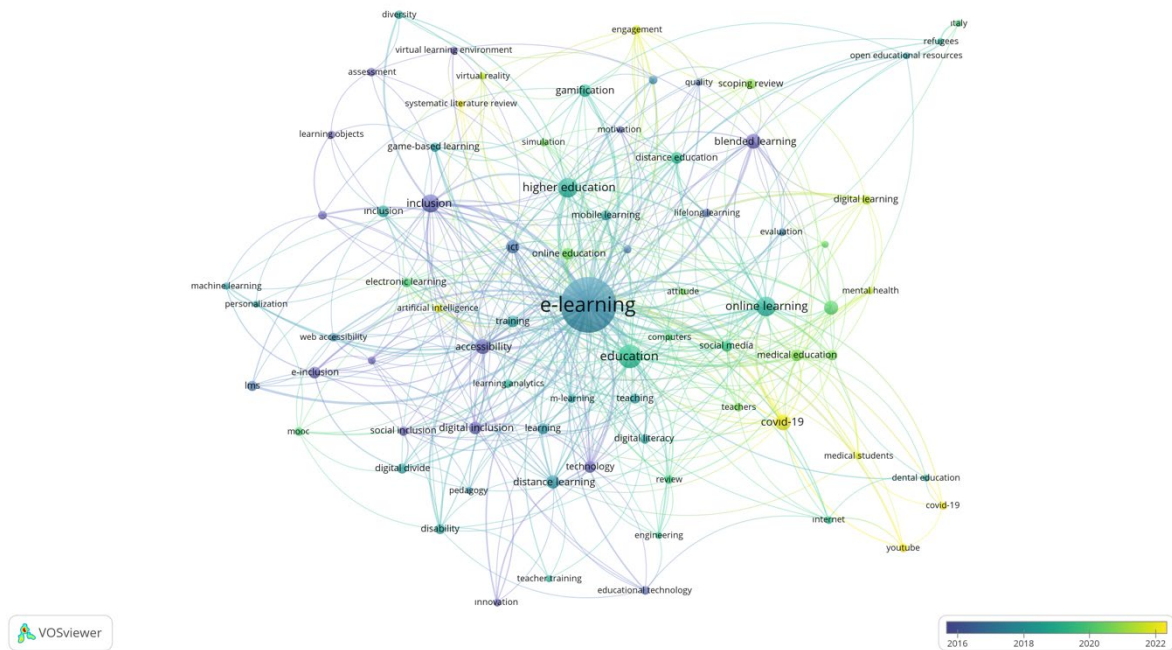 diversity
italy
engagement
refugees
virtual learning environment
open educational resources
assessment
virtual reality
quality
scoping review
gamification
systematic literature review
motivation
learning objects
simulation
blended learning
game-based learning
distance education
higher education
digital learning
inclusion
inclusion
mobile learning
lifelong learning
evaluation
ict
online education
electronic learning
machine learning
attitude
mental health
personalization
artificial intelligence
e-learning
online learning
training
web accessibility
computers
accessibility
social media
education
medical education
e-inclusion
lms
learning analytics
m-learning
teaching
teachers
covid-19
mooc
social inclusion
digital inclusion
learning
digital literacy
medical students
digital divide
technology
distance learning
review
dental education
pedagogy
covid-19
internet
disability
engineering
youtube
teacher training
educational technology
innovation
VOSviewer
2016 2018 2020 2022